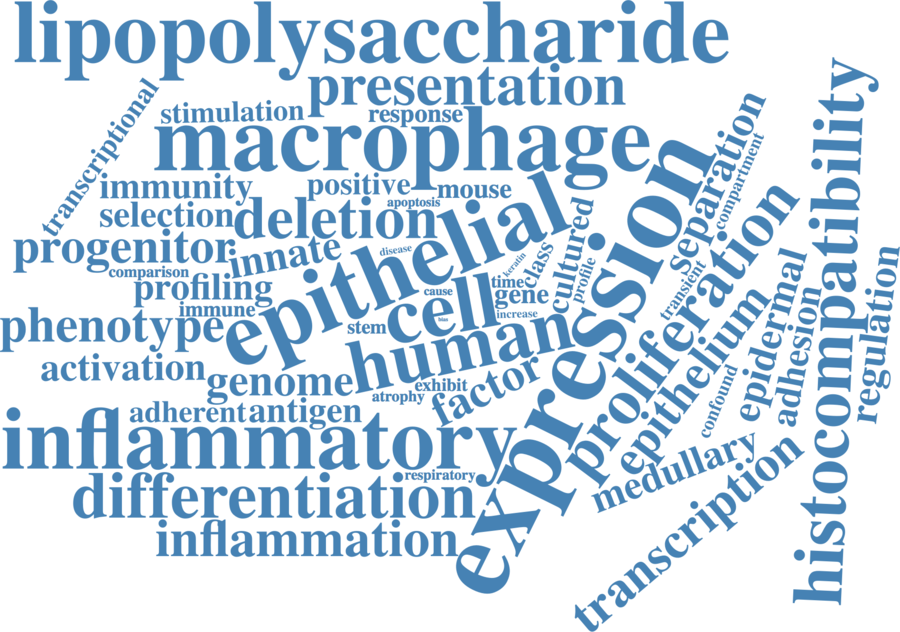 lipopolysaccharide
presentation
stimulation
response
transcriptional
macrophage
separation
compartment
histocompatibility
immunity
positive
mouse
apoptosis
selection
deletion
expression
progenitor
innate
disease
epithelial
keratin
class
cultured
profile
proliferation
comparison
profiling
immune
cause
cell
time
gene
increase
transient
epidermal
adhesion
regulation
phenotype
stem
bias
human
epithelium
activation
genome
exhibit
atrophy
factor
confound
adherent
antigen
inflammatory
respiratory
medullary
differentiation
transcription
inflammation